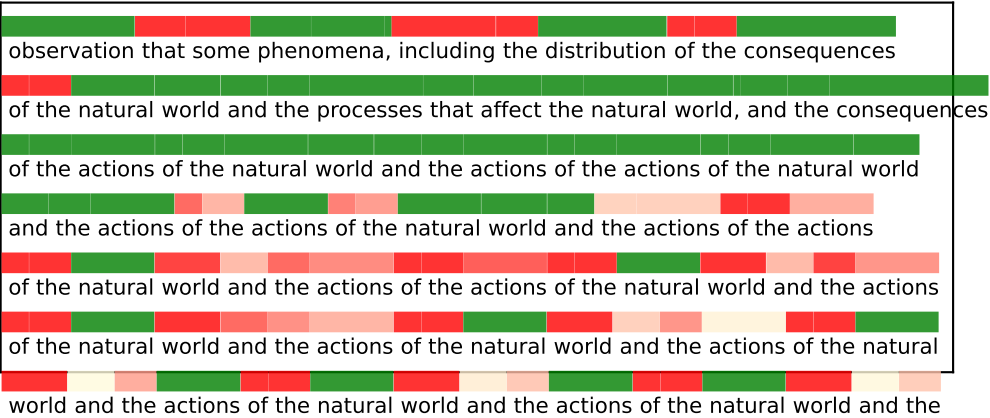 observation that some phenomena, including the distribution of the consequences
of the natural world and the processes that affect the natural world, and the consequences
of the actions of the natural world and the actions of the actions of the natural world
and the actions of the actions of the natural world and the actions of the actions
of the natural world and the actions of the actions of the natural world and the actions
of the natural world and the actions of the natural world and the actions of the natural
world and the actions of the natural world and the actions of the natural world and the